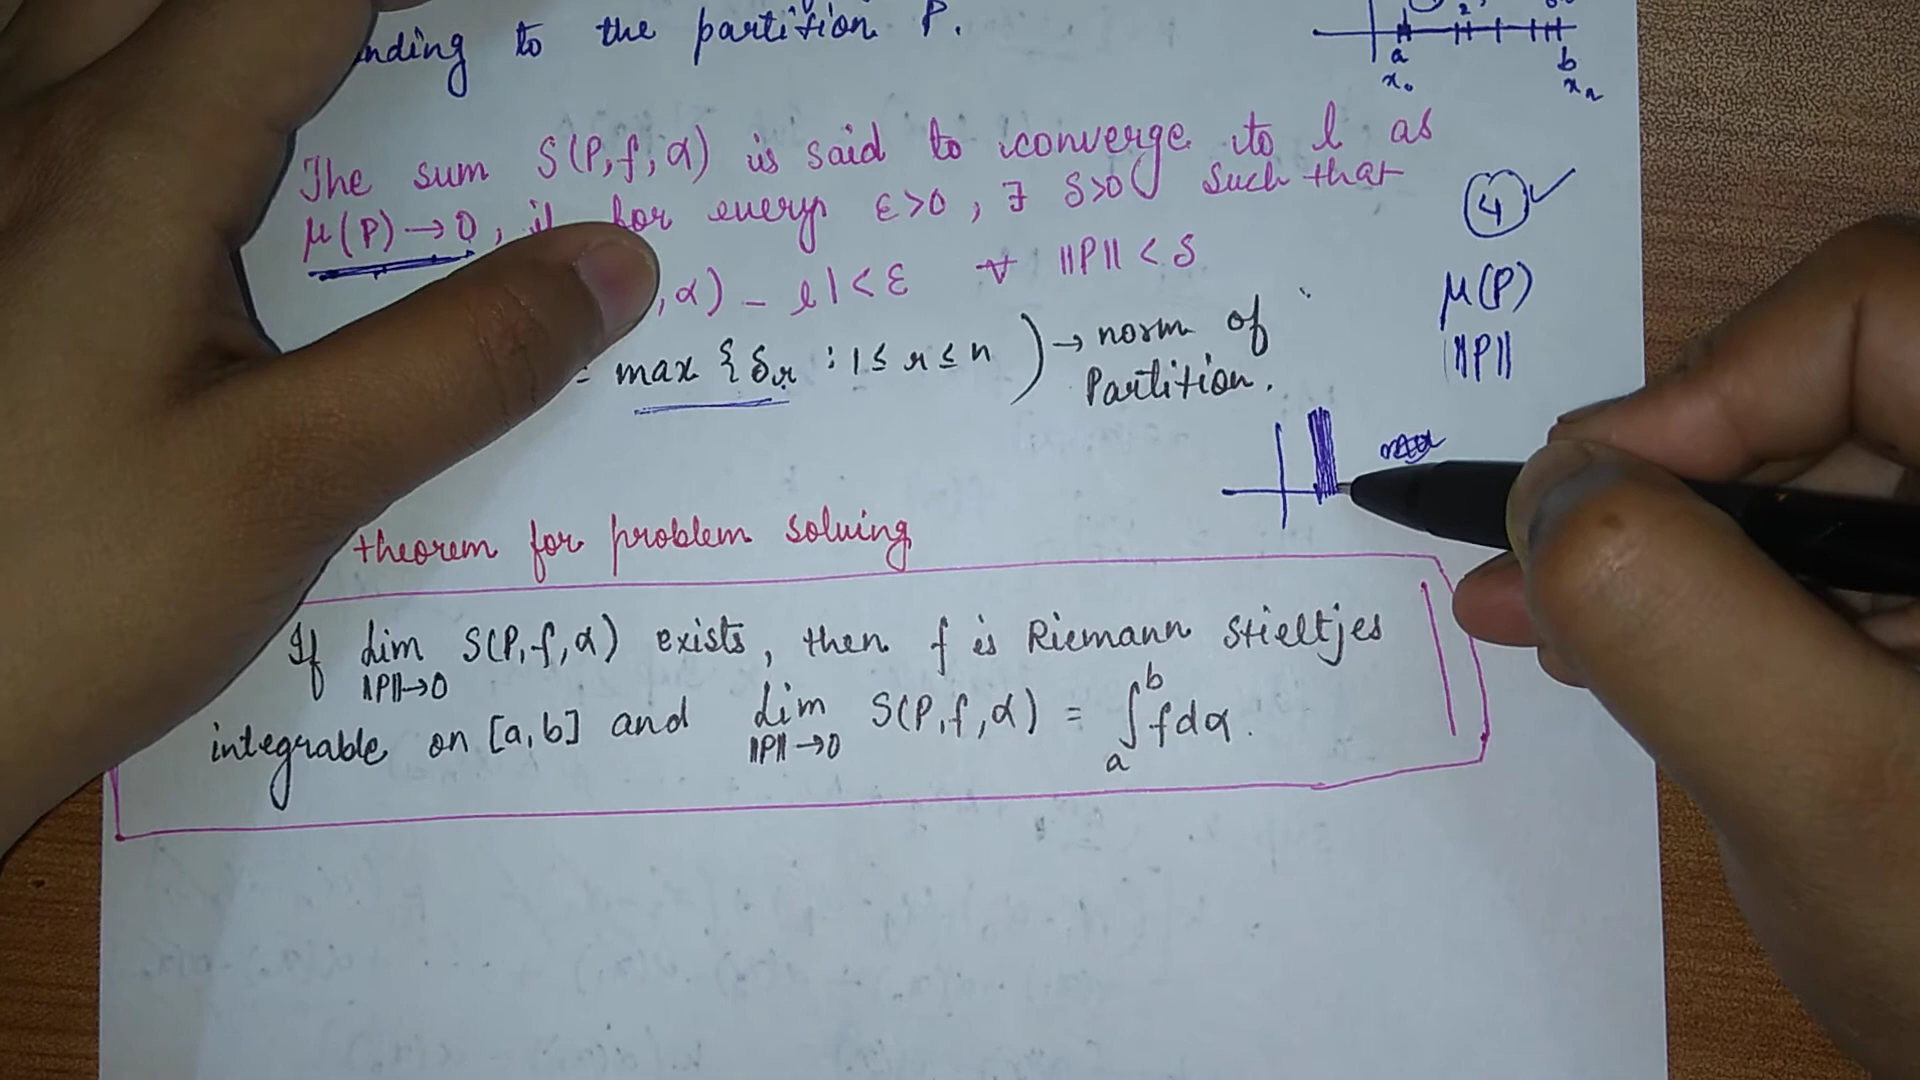 nding to the partition P.
a b
x₀ xₙ
The sum S(P,f,α) is said to converge to l as
μ(P)→0, if for every ε>0, ∃ δ>0 such that
,α) - l|<ε ∀ ||P|| < δ
= max {δr : 1≤ r ≤ n) → norm of
Partition.
4
μ(P)
||P||
theorem for problem solving
If lim S(P,f,α) exists, then f is Riemann Stieltjes
||P||→0
integrable on [a,b] and lim S(P,f,α) = ∫ₐᵇ fdα.
||P||→0